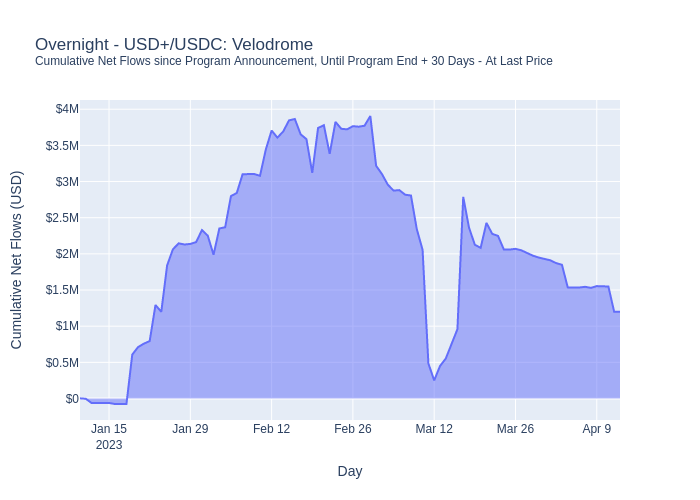 Overnight - USD+/USDC: Velodrome
Cumulative Net Flows since Program Announcement, Until Program End + 30 Days - At Last Price
Cumulative Net Flows (USD)
$4M
$3.5M
$3M
$2.5M
$2M
$1.5M
$1M
$0.5M
$0
Jan 15 Jan 29 Feb 12 Feb 26 Mar 12 Mar 26 Apr 9
2023
Day